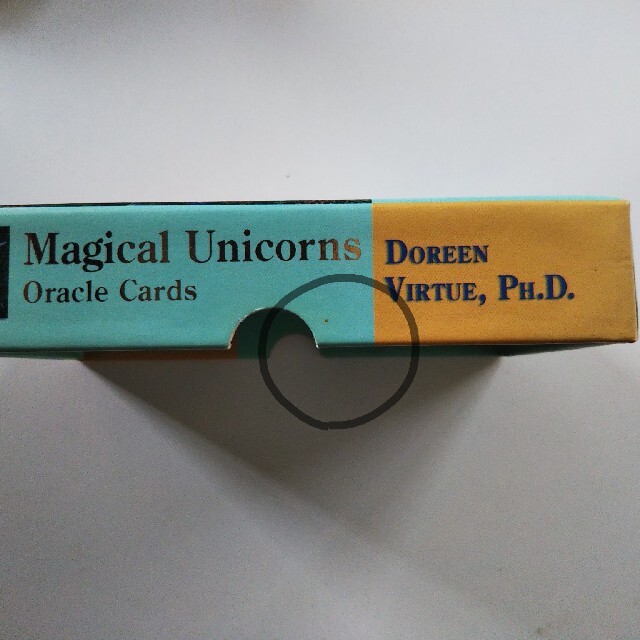 Magical Unicorns
Oracle Cards
DOREEN
VIRTUE, PH.D.